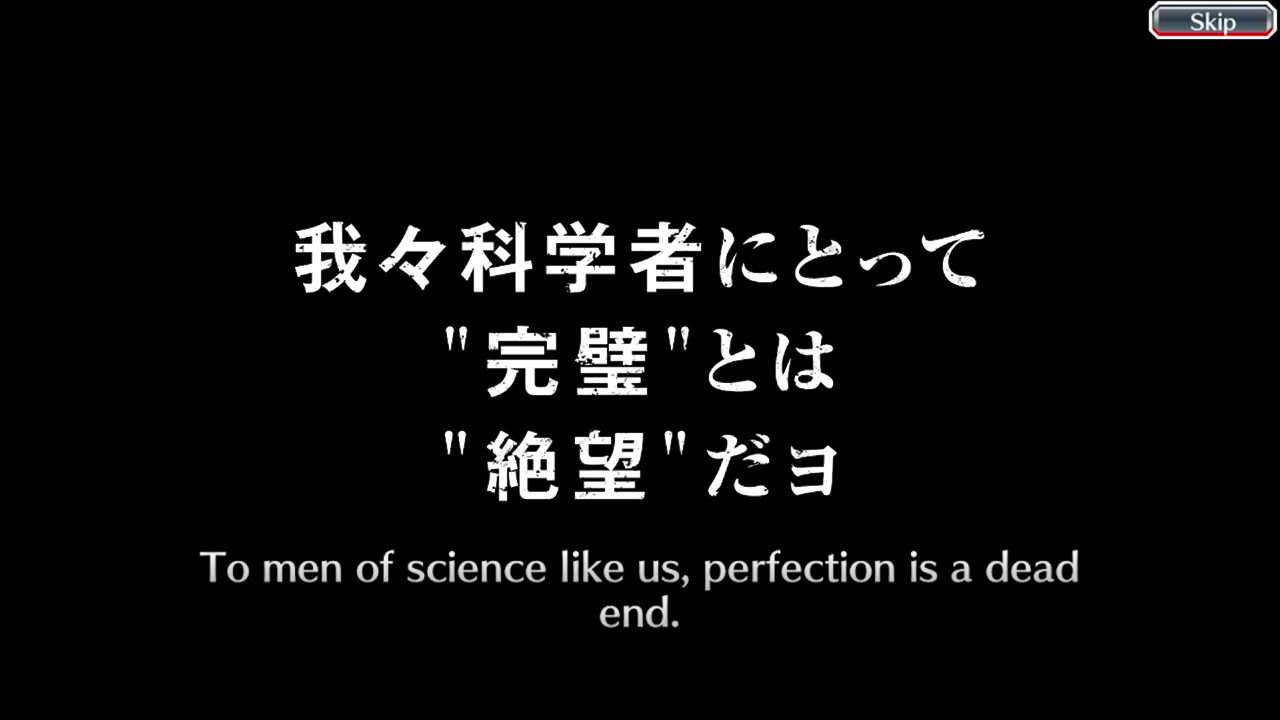 Skip
我々科学者にとって
"完璧"とは
"絶望"だヨ
To men of science like us, perfection is a dead
end.